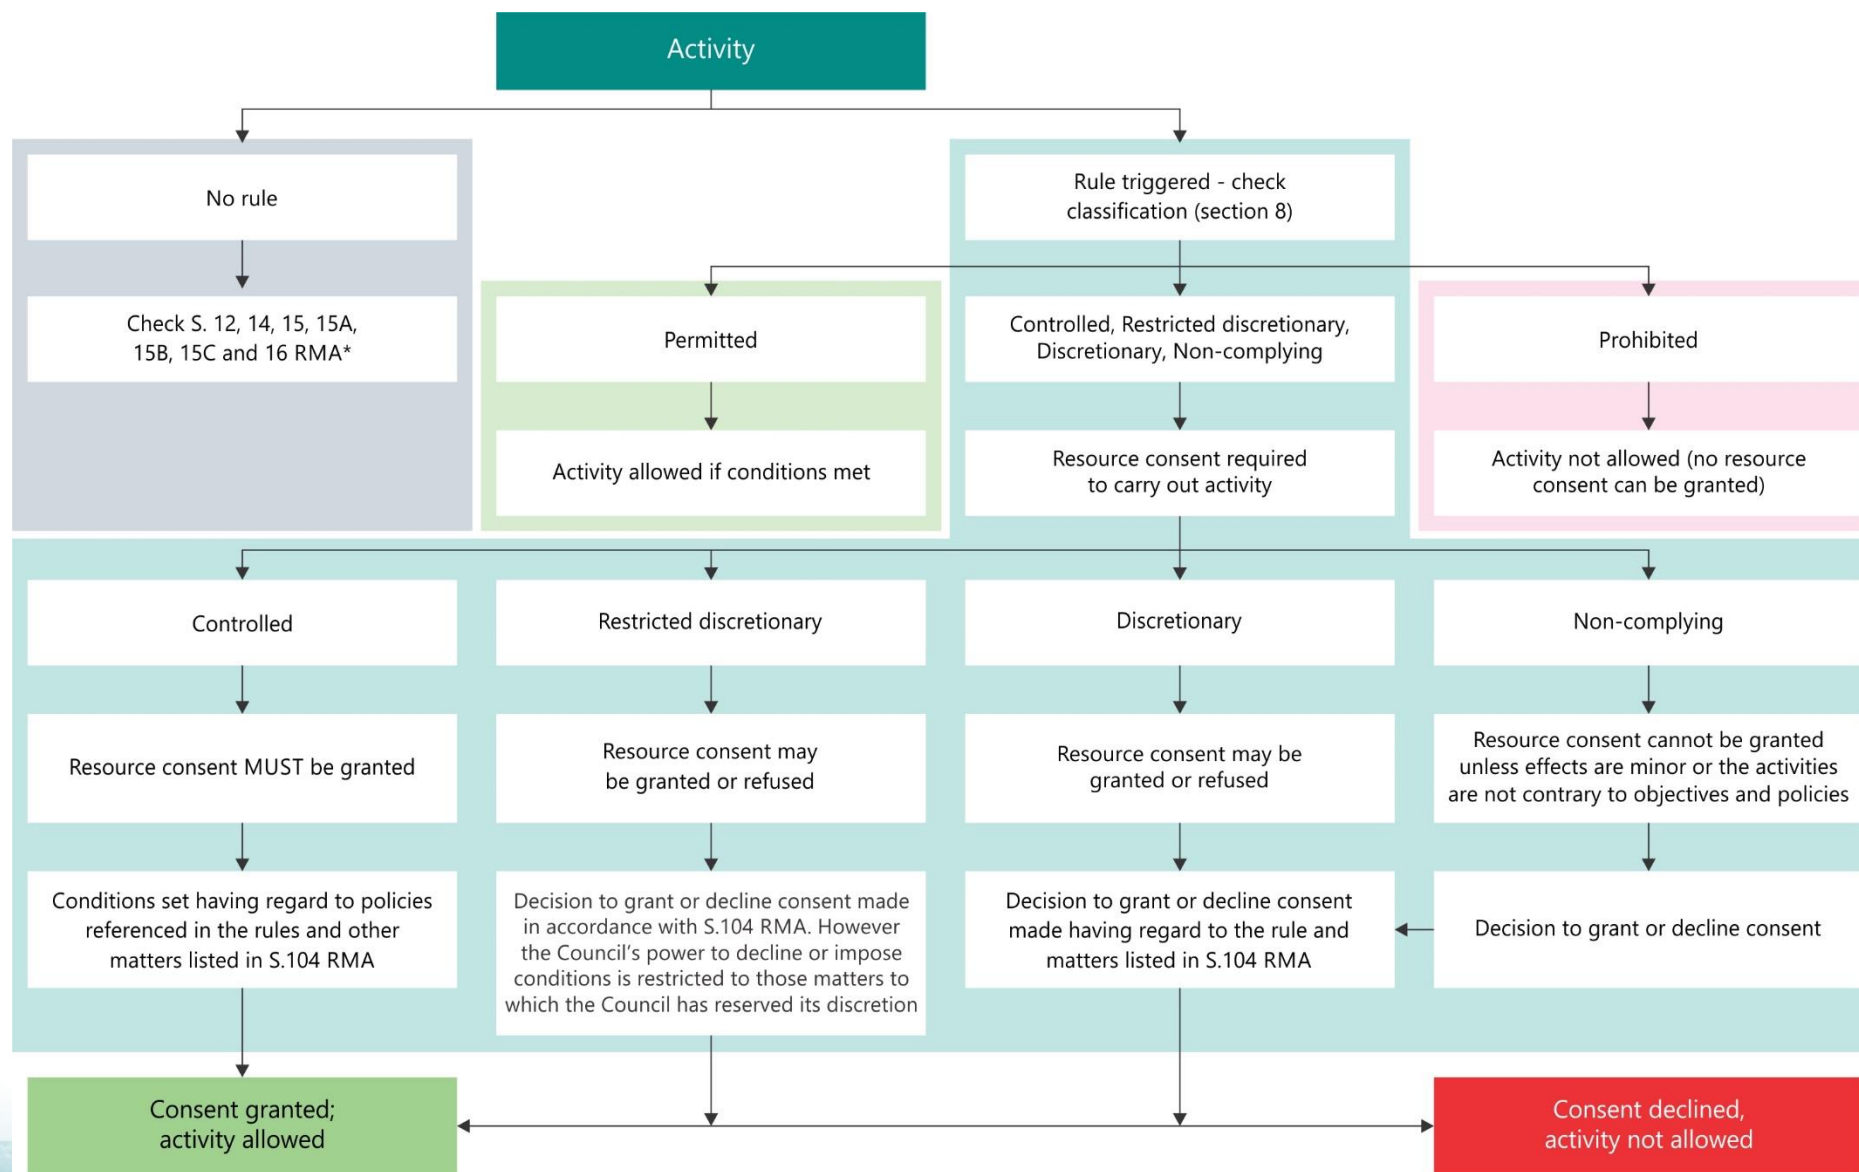 Activity
No rule
Rule triggered - check
classification (section 8)
Check S. 12, 14, 15, 15A,
15B, 15C and 16 RMA*
Permitted
Controlled, Restricted discretionary,
Discretionary, Non-complying
Prohibited
Activity allowed if conditions met
Resource consent required
to carry out activity
Activity not allowed (no resource
consent can be granted)
Controlled
Restricted discretionary
Discretionary
Non-complying
Resource consent MUST be granted
Resource consent may
be granted or refused
Resource consent may be
granted or refused
Resource consent cannot be granted
unless effects are minor or the activities
are not contrary to objectives and policies
Conditions set having regard to policies
referenced in the rules and other
matters listed in S.104 RMA
Decision to grant or decline consent made
in accordance with S.104 RMA. However
the Council's power to decline or impose
conditions is restricted to those matters to
which the Council has reserved its discretion
Decision to grant or decline consent
made having regard to the rule and
matters listed in S.104 RMA
Decision to grant or decline consent
Consent granted;
activity allowed
Consent declined,
activity not allowed